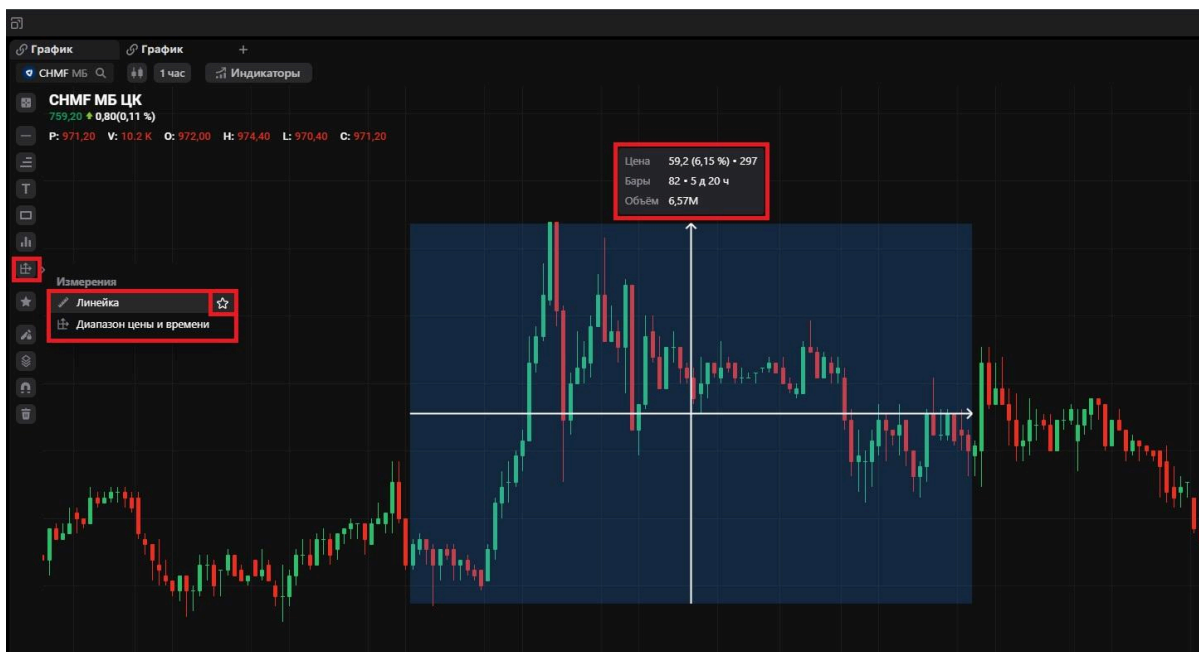 График График +
CHMF МБ 1 час Индикаторы
CHMF МБ ЦК
759,20 0,80(0,11 %)
P: 971,20 V: 10.2 K O: 972,00 H: 974,40 L: 970,40 C: 971,20
Цена 59,2 (6,15 %) • 297
Бары 82 • 5 д 20 ч
Объём 6,57M
T
Измерения
Линейка
Диапазон цены и времени